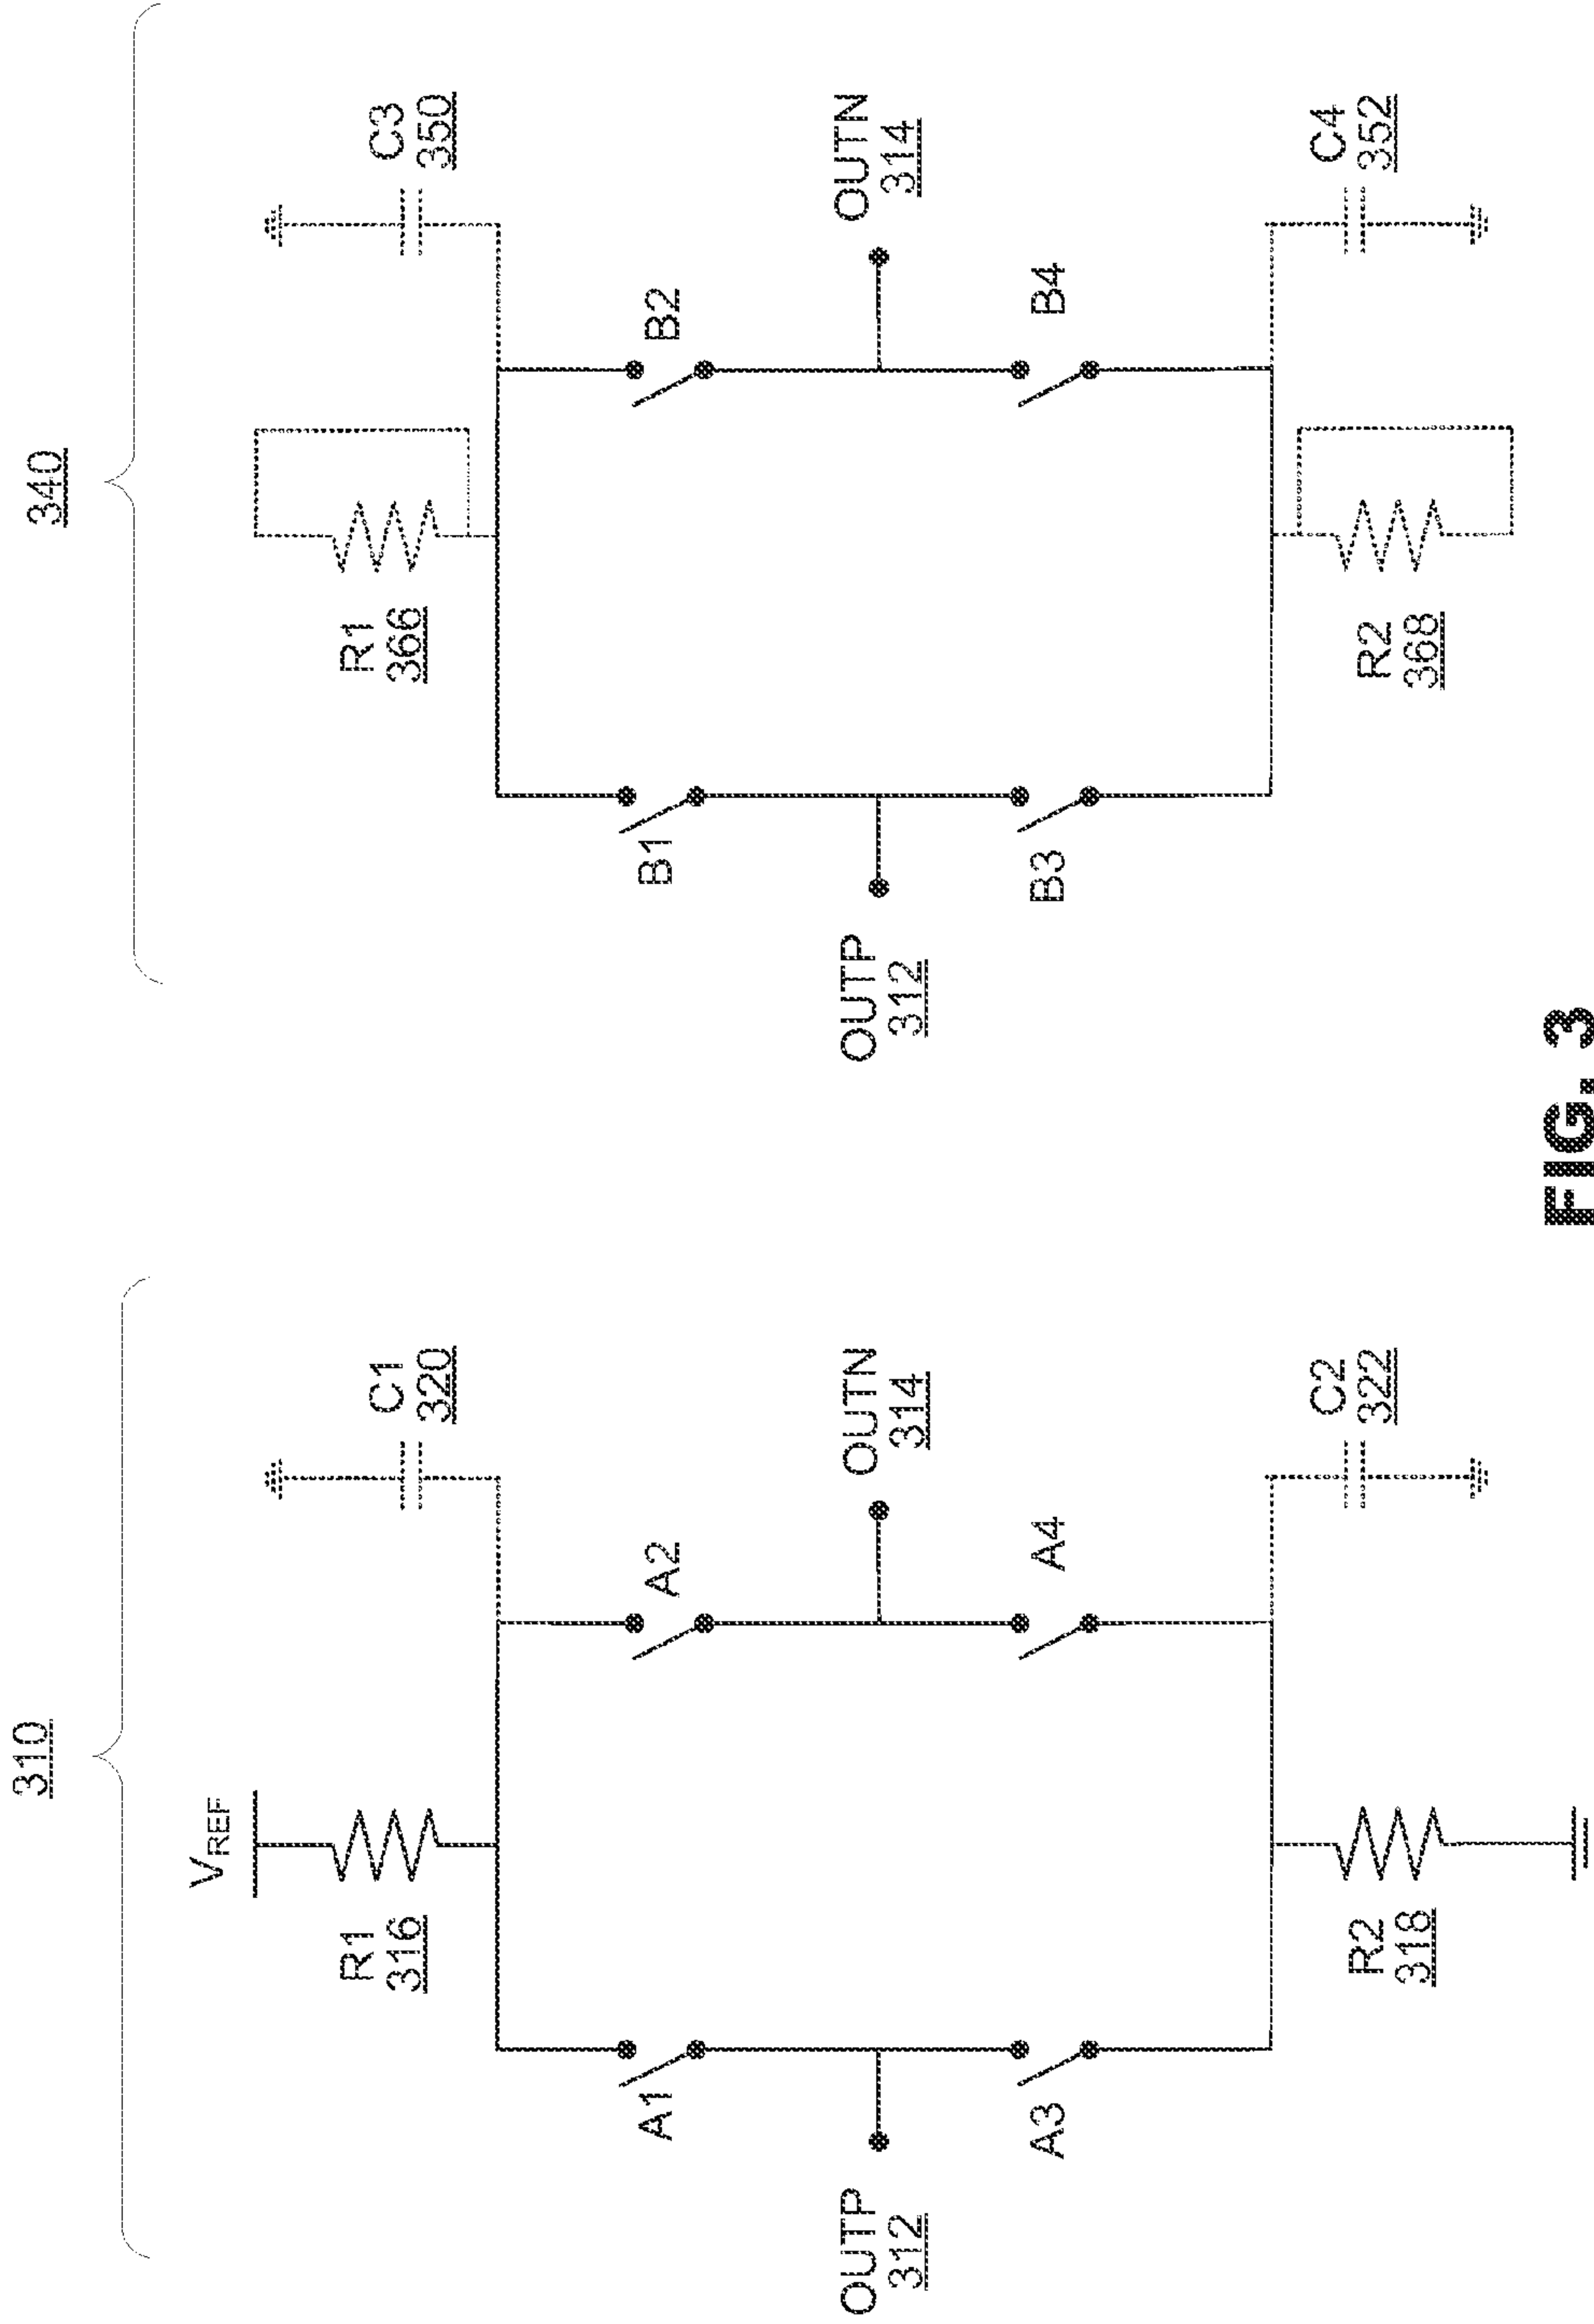 310
V_REF
R1
316
C1
320
A1
A2
OUTP
312
OUTN
314
A3
A4
R2
318
C2
322
340
R1
366
C3
350
B1
B2
OUTP
312
OUTN
314
B3
B4
R2
368
C4
352
FIG. 3